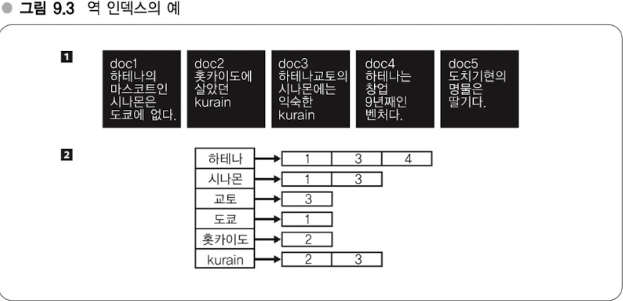 그림 9.3 역 인덱스의 예
1
doc1
하테나의
마스코트인
시나몬은
도쿄에 없다.
doc2
홋카이도에
살았던
kurain
doc3
하테나교토의
시나몬에는
익숙한
kurain
doc4
하테나는
창업
9년째인
벤처다.
doc5
도치기현의
명물은
딸기다.
2
하테나 1 3 4
시나몬 1 3
교토 3
도쿄 1
홋카이도 2
kurain 2 3